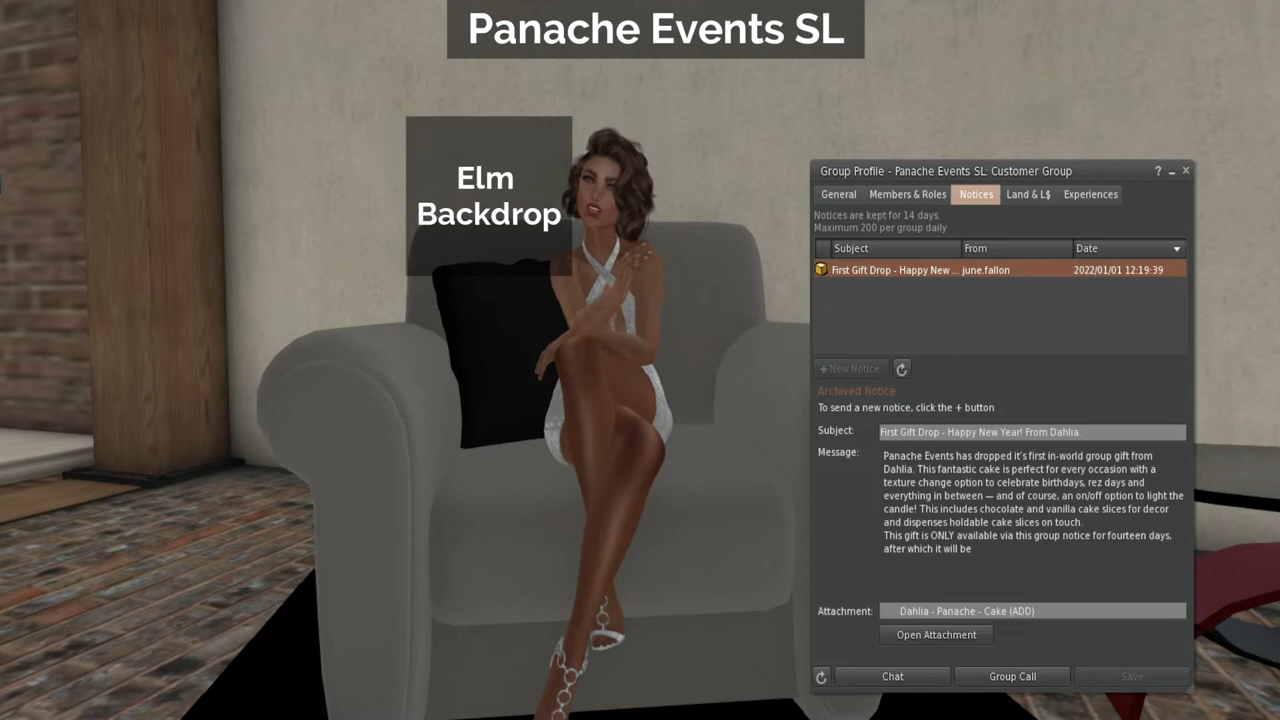 Panache Events SL
Elm
Backdrop
Group Profile - Panache Events SL: Customer Group
General Members & Roles Notices Land & L$ Experiences
Notices are kept for 14 days.
Maximum 200 per group daily
Subject From Date
First Gift Drop - Happy New ... june.fallon 2022/01/01 12:19:39
+ New Notice
Archived Notice
To send a new notice, click the + button
Subject: First Gift Drop - Happy New Year! From Dahlia.
Message: Panache Events has dropped it's first in-world group gift from
Dahlia. This fantastic cake is perfect for every occasion with a
texture change option to celebrate birthdays, rez days and
everything in between — and of course, an on/off option to light the
candle! This includes chocolate and vanilla cake slices for decor
and dispenses holdable cake slices on touch.
This gift is ONLY available via this group notice for fourteen days,
after which it will be
Attachment: Dahlia - Panache - Cake (ADD)
Open Attachment
Chat Group Call Save